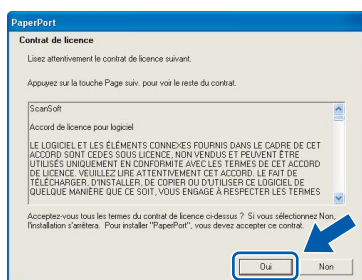 PaperPort
Contrat de licence
Lisez attentivement le contrat de licence suivant.
Appuyez sur la touche Page suiv. pour voir le reste du contrat.
ScanSoft
Accord de licence pour logiciel
LE LOGICIEL ET LES ÉLÉMENTS CONNEXES FOURNIS DANS LE CADRE DE CET
ACCORD SONT CEDES SOUS LICENCE, NON VENDUS ET PEUVENT ÊTRE
UTILISÉS UNIQUEMENT EN CONFORMITE AVEC LES TERMES DE CET ACCORD
DE LICENCE. VEUILLEZ LIRE ATTENTIVEMENT CET ACCORD. LE FAIT DE
TÉLÉCHARGER, D'INSTALLER, DE COPIER OU D'UTILISER CE LOGICIEL DE
QUELQUE MANIÈRE QUE CE SOIT, VOUS ENGAGE À RESPECTER LES TERMES
Acceptez-vous tous les termes du contrat de licence ci-dessus ? Si vous sélectionnez Non,
l'installation s'arrêtera. Pour installer "PaperPort", vous devez accepter ce contrat.
Oui
Non